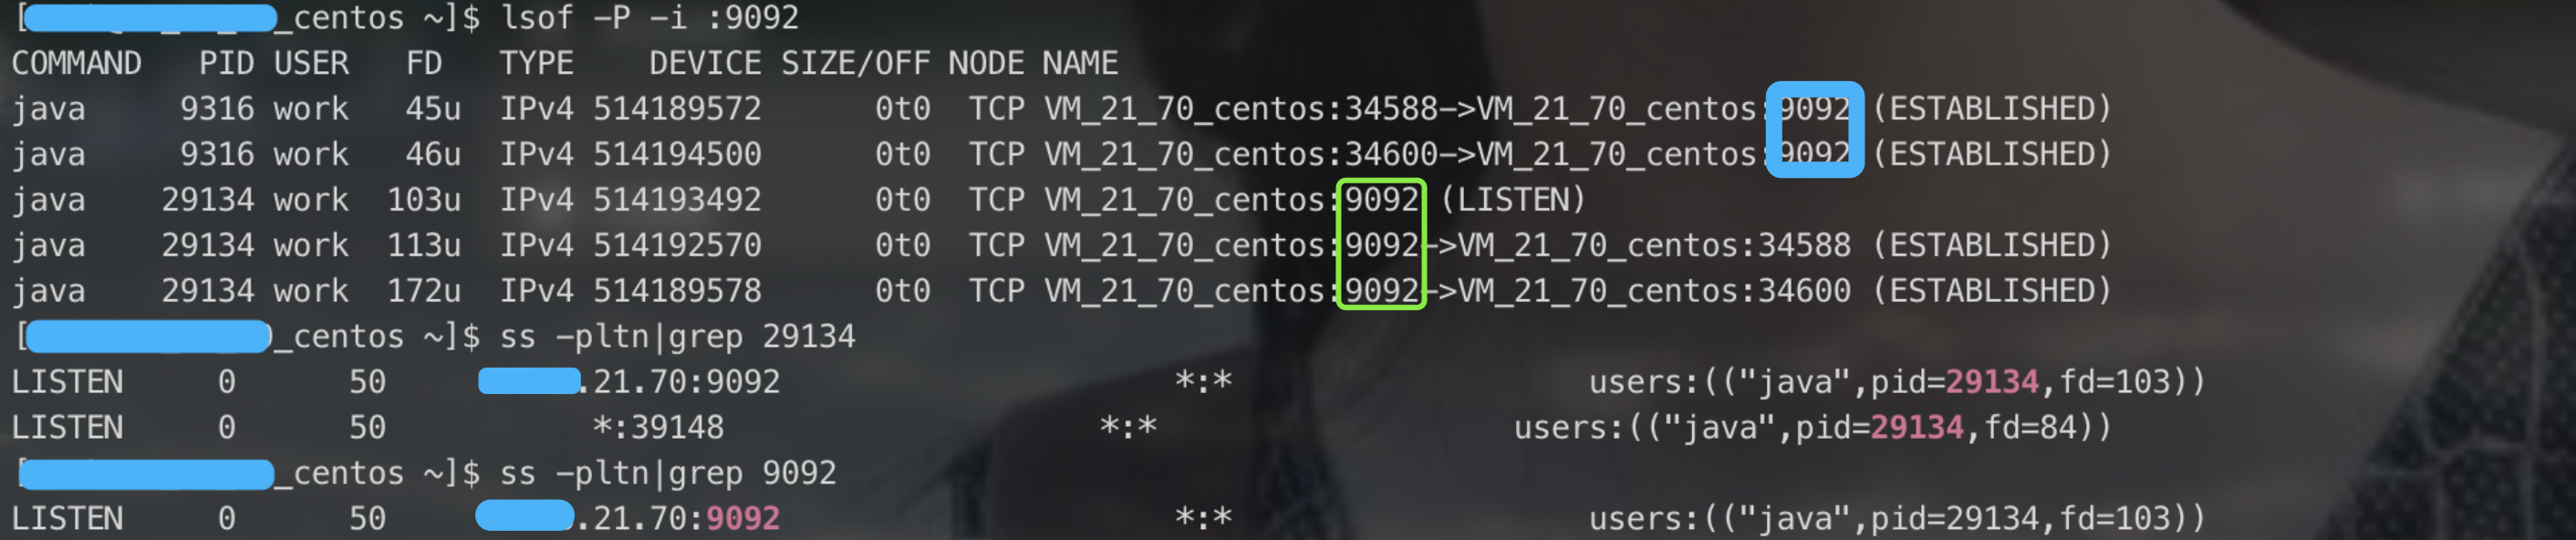 [_centos ~]$ lsof -P -i :9092
COMMAND PID USER FD TYPE DEVICE SIZE/OFF NODE NAME
java 9316 work 45u IPv4 514189572 0t0 TCP VM_21_70_centos:34588->VM_21_70_centos:9092 (ESTABLISHED)
java 9316 work 46u IPv4 514194500 0t0 TCP VM_21_70_centos:34600->VM_21_70_centos:9092 (ESTABLISHED)
java 29134 work 103u IPv4 514193492 0t0 TCP VM_21_70_centos:9092 (LISTEN)
java 29134 work 113u IPv4 514192570 0t0 TCP VM_21_70_centos:9092->VM_21_70_centos:34588 (ESTABLISHED)
java 29134 work 172u IPv4 514189578 0t0 TCP VM_21_70_centos:9092->VM_21_70_centos:34600 (ESTABLISHED)
[_centos ~]$ ss -pltn|grep 29134
LISTEN 0 50 .21.70:9092 *:* users:(("java",pid=29134,fd=103))
LISTEN 0 50 *:39148 *:* users:(("java",pid=29134,fd=84))
[_centos ~]$ ss -pltn|grep 9092
LISTEN 0 50 .21.70:9092 *:* users:(("java",pid=29134,fd=103))